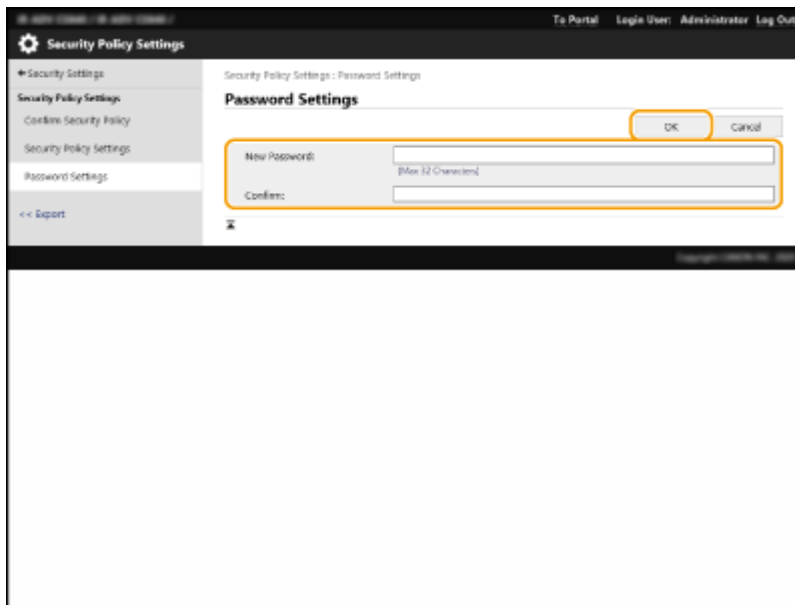 To Portal Login User: Administrator Log Out
Security Policy Settings
Security Settings
Security Policy Settings
Confirm Security Policy
Security Policy Settings
Password Settings
<< Export
Security Policy Settings : Password Settings
Password Settings
OK Cancel
New Password:
[Max 32 Characters]
Confirm: